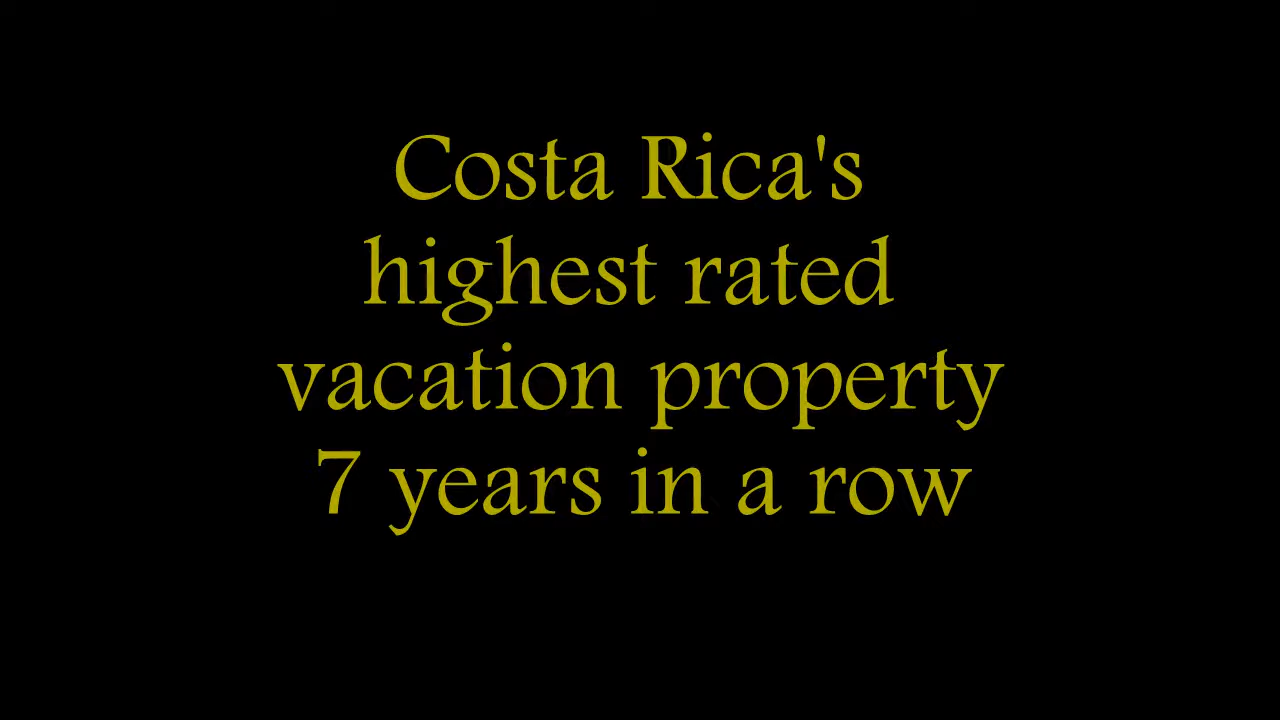 Costa Rica's
highest rated
vacation property
7 years in a row